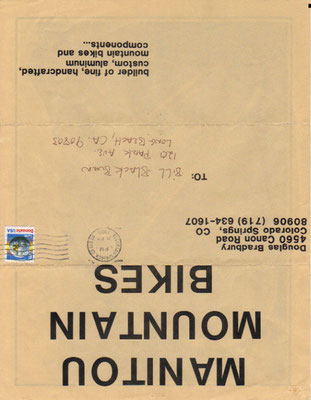 MANITOU
MOUNTAIN
BIKES
Douglas Bradbury
4560 Canon Road
Colorad Springs, CO
80906 (719) 634-1607
TO:
Bill Black
120 Park Ave.
Long Beach, CA. 90803
builder of fine, handcrafted,
custom, aluminum
mountain bikes and
components...